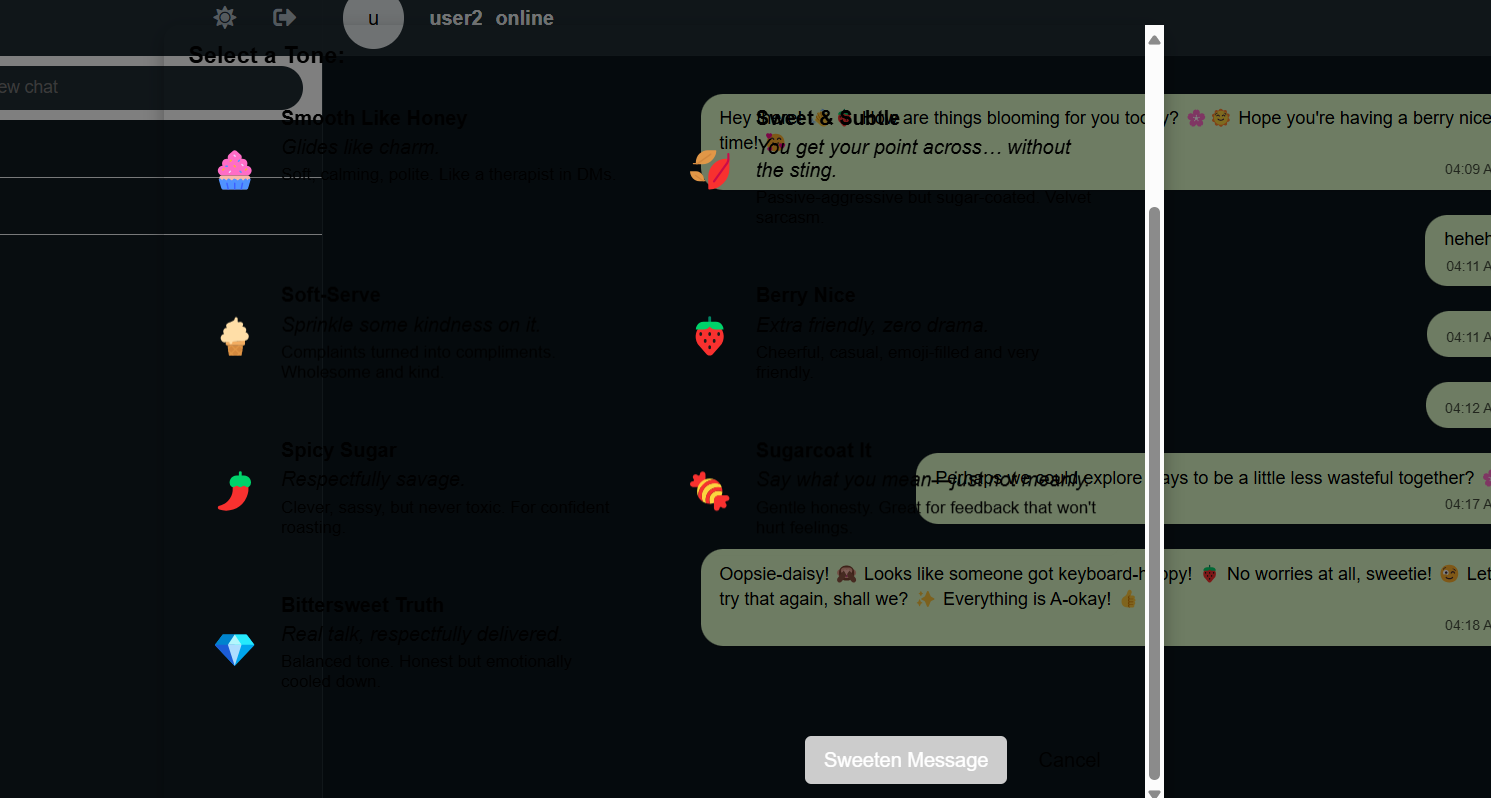 u
user2 online
Select a Tone:
ew chat
Smooth Like Honey
Glides like charm.
Soft, calming, polite. Like a therapist in DMs.
Sweet & Subtle
You get your point across… without
the sting.
Passive-aggressive but sugar-coated. Velvet
sarcasm.
Soft-Serve
Sprinkle some kindness on it.
Complaints turned into compliments.
Wholesome and kind.
Berry Nice
Extra friendly, zero drama.
Cheerful, casual, emoji-filled and very
friendly.
Spicy Sugar
Respectfully savage.
Clever, sassy, but never toxic. For confident
roasting.
Sugarcoat It
Say what you mean—just not meanly.
Gentle honesty. Great for feedback that won't
hurt feelings.
Bittersweet Truth
Real talk, respectfully delivered.
Balanced tone. Honest but emotionally
cooled down.
Sweeten Message
Cancel
Hey are things blooming for you today? 🌸 🌞 Hope you're having a berry nice
time! 🥰
04:09 A
heheh
04:11 A
04:11 A
04:12 A
Perhaps we could explore ways to be a little less wasteful together? 🌸
04:17 A
Oopsie-daisy! 🙈 Looks like someone got keyboard-happy! 🍓 No worries at all, sweetie! 😉 Let
try that again, shall we? ✨ Everything is A-okay! 👍
04:18 A